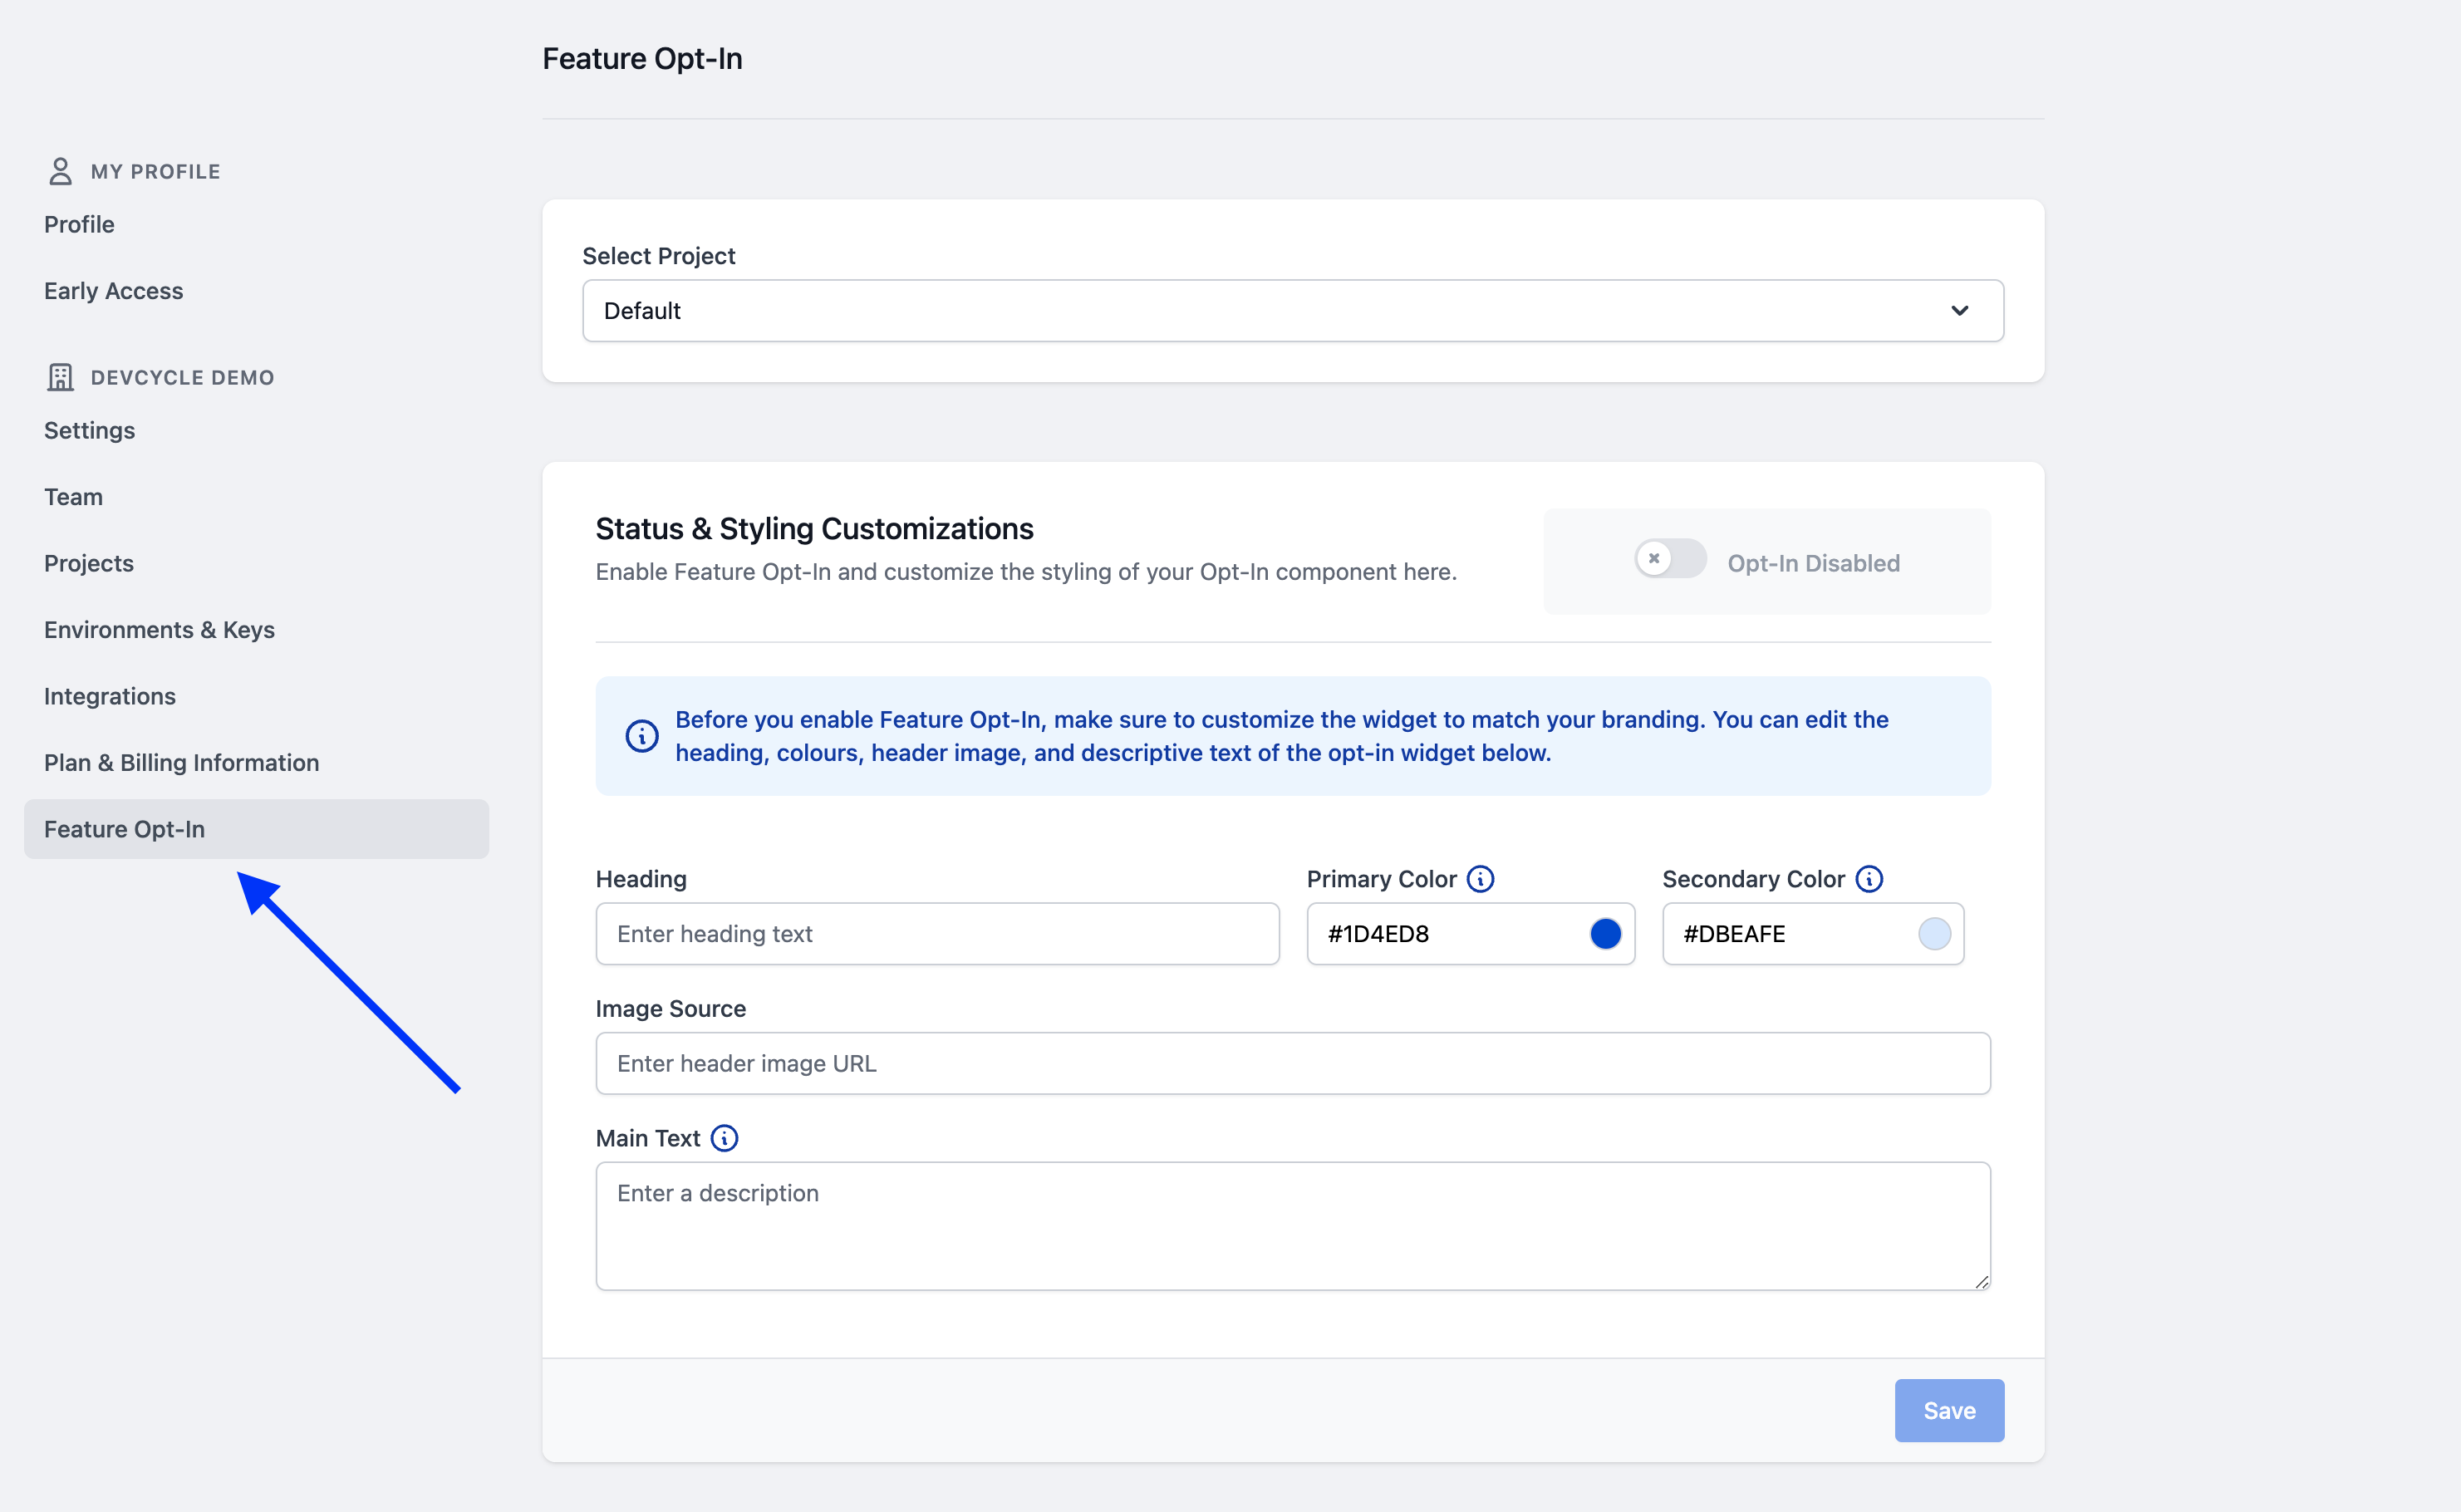 Feature Opt-In
MY PROFILE
Profile
Early Access
DEVCYCLE DEMO
Settings
Team
Projects
Environments & Keys
Integrations
Plan & Billing Information
Feature Opt-In
Select Project
Default
Status & Styling Customizations
Enable Feature Opt-In and customize the styling of your Opt-In component here.
Opt-In Disabled
Before you enable Feature Opt-In, make sure to customize the widget to match your branding. You can edit the
heading, colours, header image, and descriptive text of the opt-in widget below.
Heading
Enter heading text
Primary Color
#1D4ED8
Secondary Color
#DBEAFE
Image Source
Enter header image URL
Main Text
Enter a description
Save